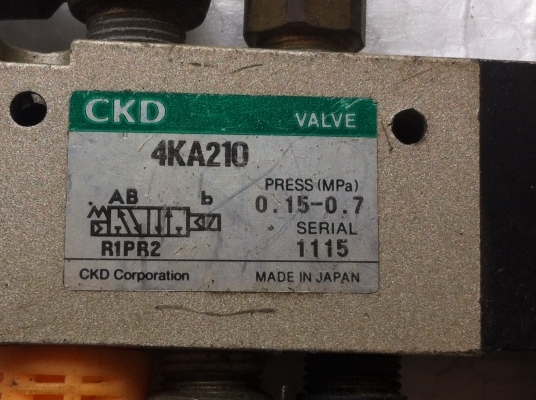 CKD VALVE
4KA210
PRESS (MPa)
AB b 0.15-0.7
SERIAL
R1PR2 1115
CKD Corporation MADE IN JAPAN